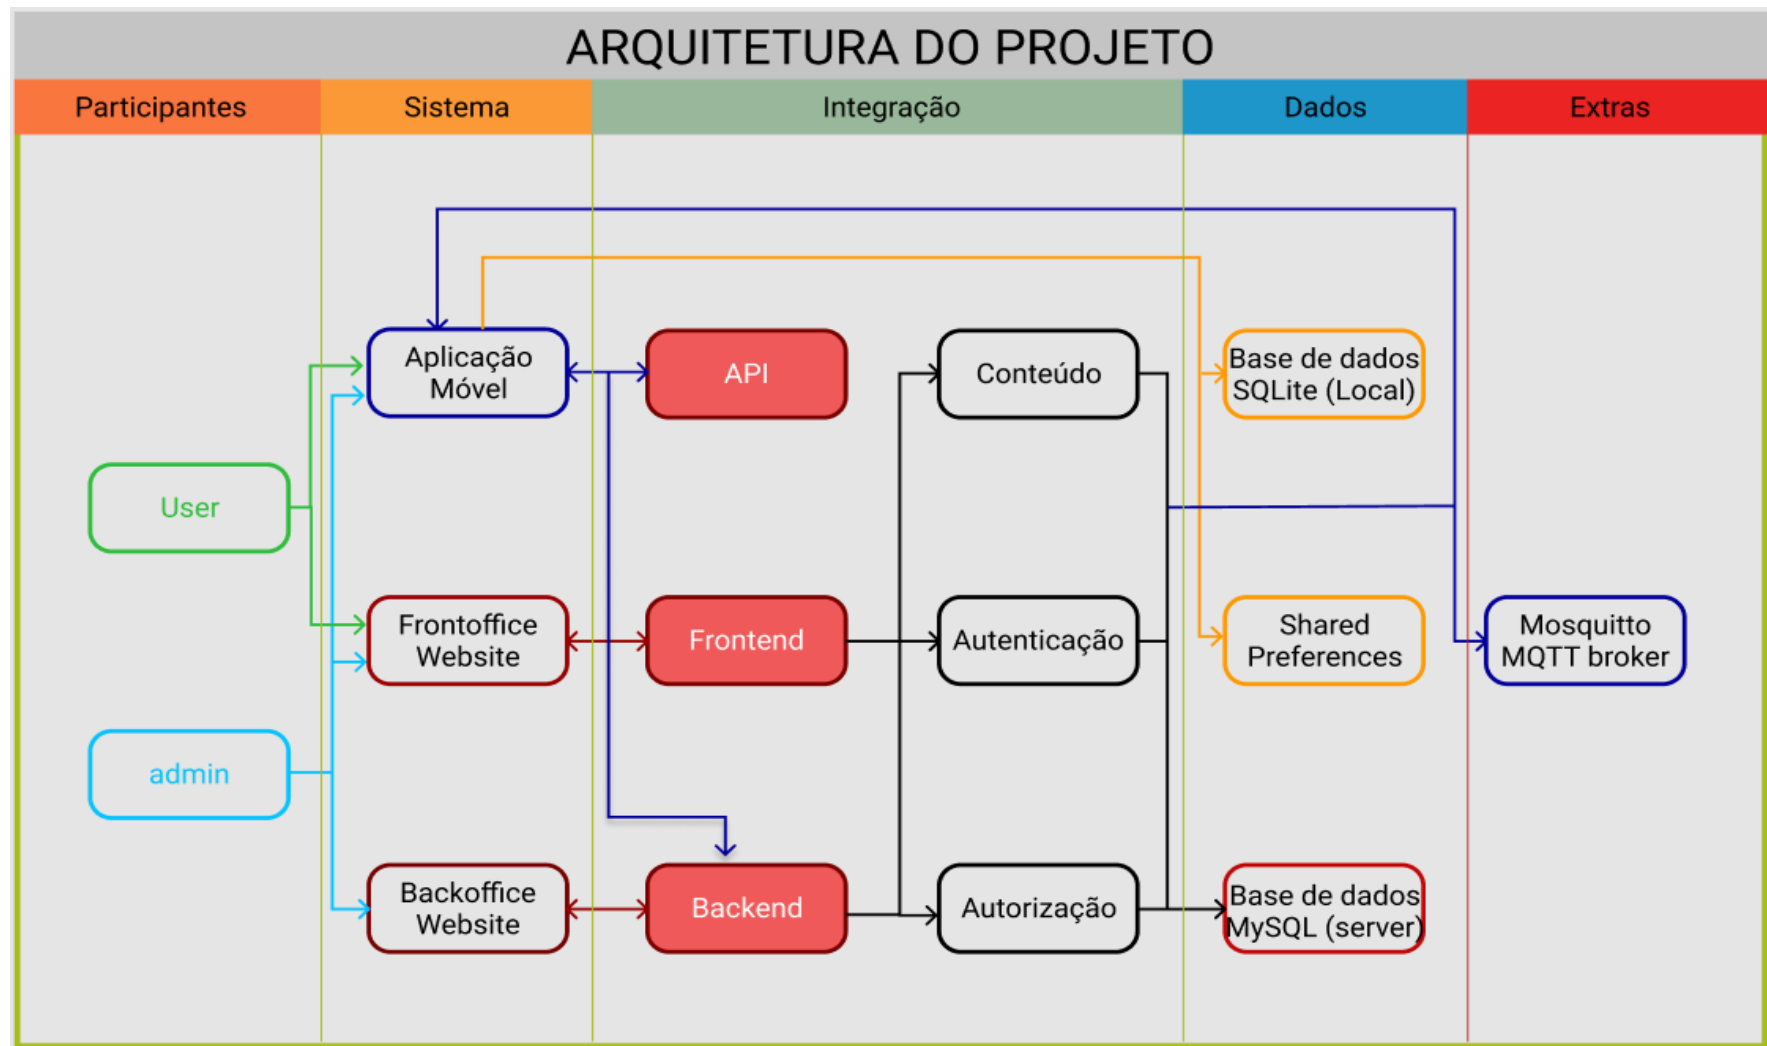 ARQUITETURA DO PROJETO
Participantes
Sistema
Integração
Dados
Extras
Aplicação
Móvel
API
Conteúdo
Base de dados
SQLite (Local)
User
Frontoffice
Website
Frontend
Autenticação
Shared
Preferences
Mosquitto
MQTT broker
admin
Backoffice
Website
Backend
Autorização
Base de dados
MySQL (server)